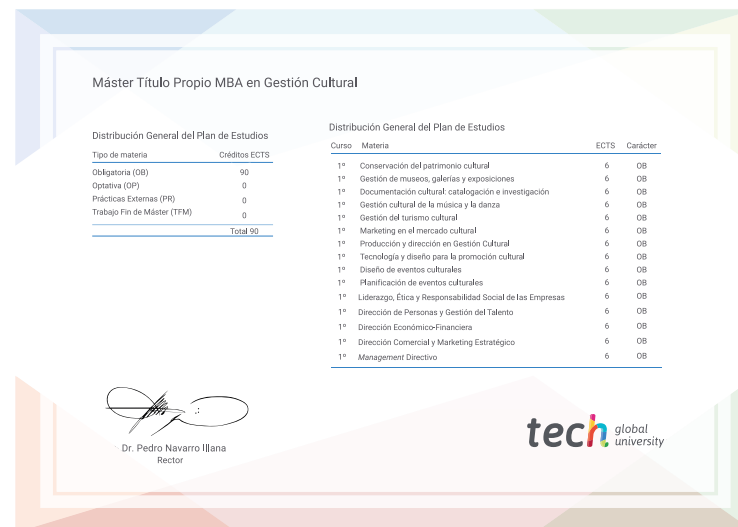 Máster Título Propio MBA en Gestión Cultural
Distribución General del Plan de Estudios
Tipo de materia Créditos ECTS
Obligatoria (OB) 90
Optativa (OP) 0
Prácticas Externas (PR) 0
Trabajo Fin de Máster (TFM) 0
Total 90
Distribución General del Plan de Estudios
Curso Materia ECTS Carácter
1º Conservación del patrimonio cultural 6 OB
1º Gestión de museos, galerías y exposiciones 6 OB
1º Documentación cultural: catalogación e investigación 6 OB
1º Gestión cultural de la música y la danza 6 OB
1º Gestión del turismo cultural 6 OB
1º Marketing en el mercado cultural 6 OB
1º Producción y dirección en Gestión Cultural 6 OB
1º Tecnología y diseño para la promoción cultural 6 OB
1º Diseño de eventos culturales 6 OB
1º Planificación de eventos culturales 6 OB
1º Liderazgo, Ética y Responsabilidad Social de las Empresas 6 OB
1º Dirección de Personas y Gestión del Talento 6 OB
1º Dirección Económico-Financiera 6 OB
1º Dirección Comercial y Marketing Estratégico 6 OB
1º Management Directivo 6 OB
Dr. Pedro Navarro Illana
Rector
tech global
university